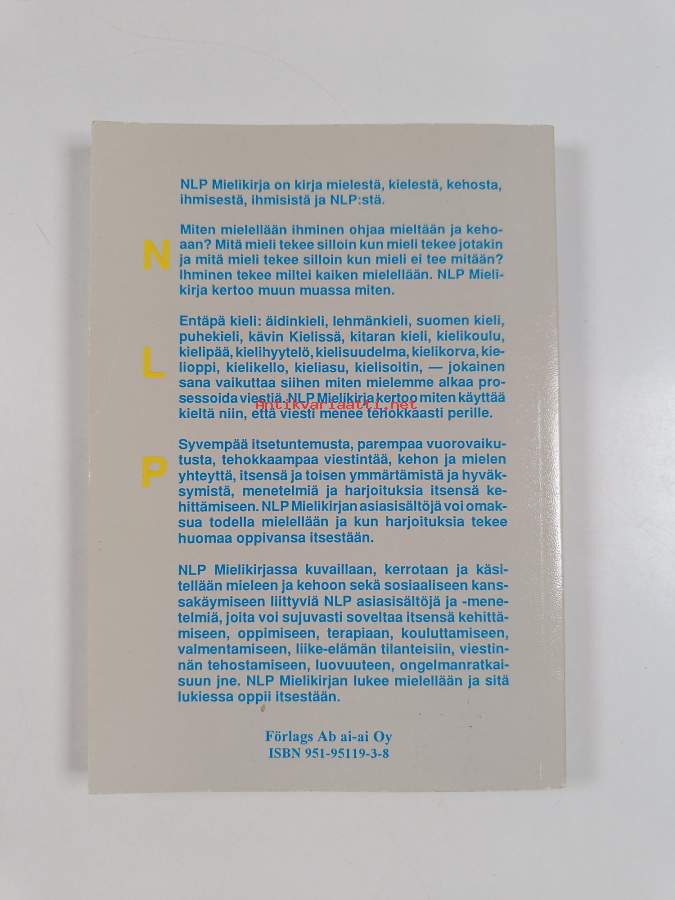 NLP Mielikirja on kirja mielestä, kielestä, kehosta,
ihmisestä, ihmisistä ja NLP:stä.
N
Miten mielellään ihminen ohjaa mieltään ja keho-
aan? Mitä mieli tekee silloin kun mieli tekee jotakin
ja mitä mieli tekee silloin kun mieli ei tee mitään?
Ihminen tekee miltei kaiken mielellään. NLP Mieli-
kirja kertoo muun muassa miten.
L
Entäpä kieli: äidinkieli, lehmänkieli, suomen kieli,
puhekieli, kävin Kielissä, kitaran kieli, kielikoulu,
kielipää, kielihyytelö, kielisuudelma, kielikorva, kie-
lioppi, kielikello, kieliasu, kielisoitin, — jokainen
sana vaikuttaa siihen miten mielemme alkaa pro-
sessoida viestiä. NLP Mielikirja kertoo miten käyttää
kieltä niin, että viesti menee tehokkaasti perille.
Antikvariaatti.net
P
Syvempää itsetuntemusta, parempaa vuorovaiku-
tusta, tehokkaampaa viestintää, kehon ja mielen
yhteyttä, itsensä ja toisen ymmärtämistä ja hyväk-
symistä, menetelmiä ja harjoituksia itsensä ke-
hittämiseen. NLP Mielikirjan asiasisältöjä voi omak-
sua todella mielellään ja kun harjoituksia tekee
huomaa oppivansa itsestään.
NLP Mielikirjassa kuvaillaan, kerrotaan ja käsi-
tellään mieleen ja kehoon sekä sosiaaliseen kans-
sakäymiseen liittyviä NLP asiasisältöjä ja -mene-
telmiä, joita voi sujuvasti soveltaa itsensä kehittä-
miseen, oppimiseen, terapiaan, kouluttamiseen,
valmentamiseen, liike-elämän tilanteisiin, viestin-
nän tehostamiseen, luovuuteen, ongelmanratkai-
suun jne. NLP Mielikirjan lukee mielellään ja sitä
lukiessa oppii itsestään.
Förlags Ab ai-ai Oy
ISBN 951-95119-3-8